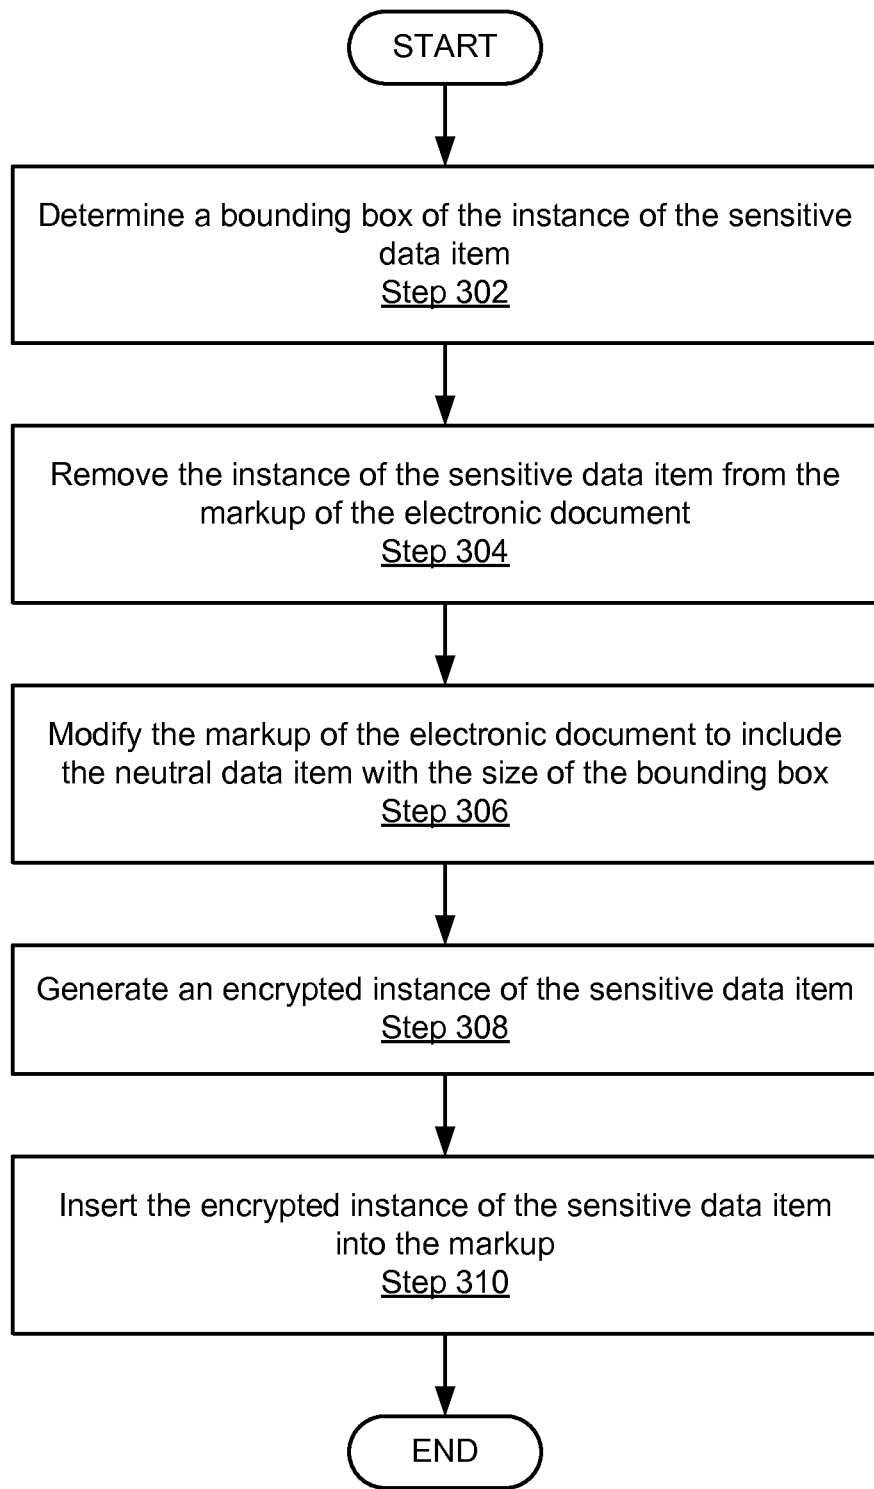 START
Determine a bounding box of the instance of the sensitive
data item
Step 302
Remove the instance of the sensitive data item from the
markup of the electronic document
Step 304
Modify the markup of the electronic document to include
the neutral data item with the size of the bounding box
Step 306
Generate an encrypted instance of the sensitive data item
Step 308
Insert the encrypted instance of the sensitive data item
into the markup
Step 310
END